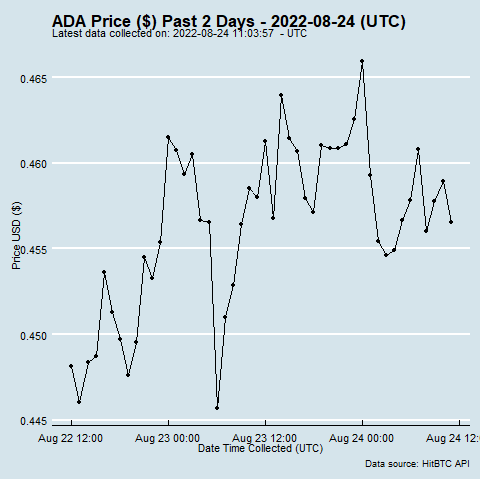 ADA Price ($) Past 2 Days - 2022-08-24 (UTC)
Latest data collected on: 2022-08-24 11:03:57 - UTC
0.465
0.460
0.455
0.450
0.445
Price USD ($)
Aug 22 12:00 Aug 23 00:00 Aug 23 12:00 Aug 24 00:00 Aug 24 12:0
Date Time Collected (UTC)
Data source: HitBTC API